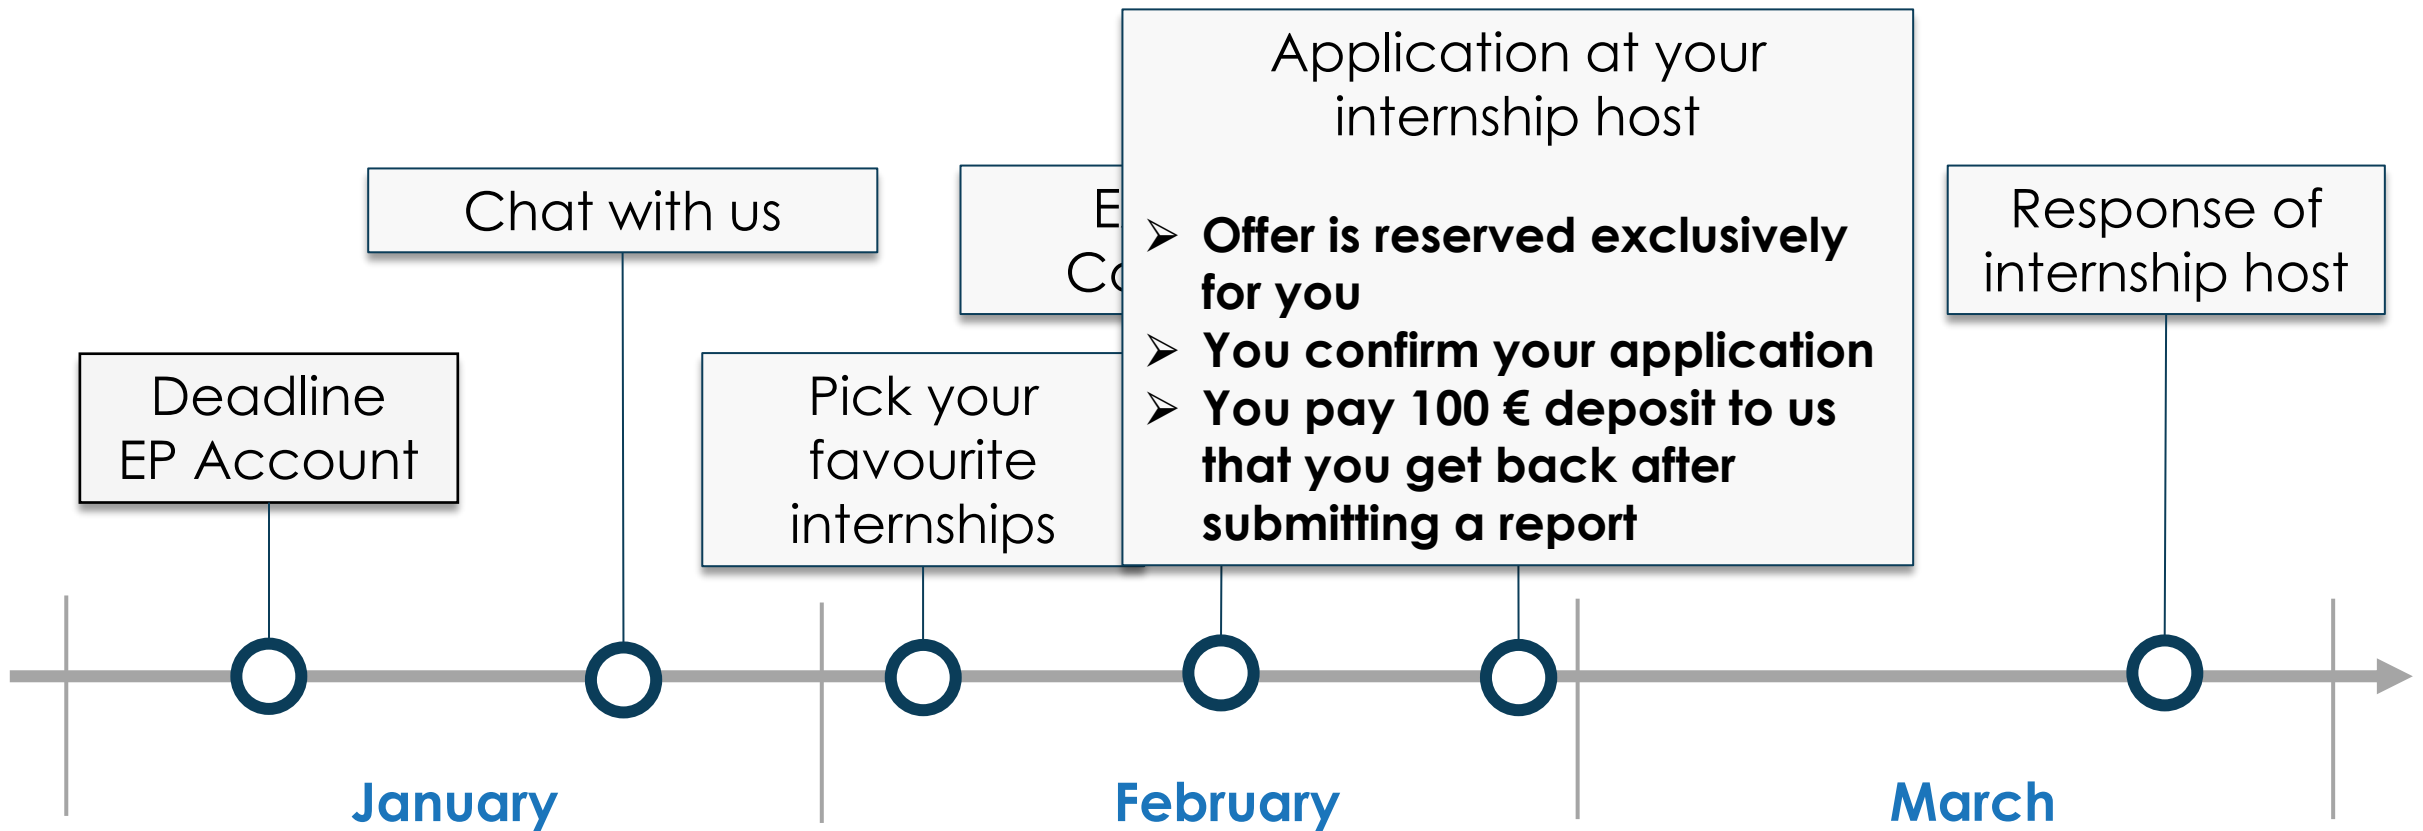 Deadline
EP Account
Chat with us
Pick your
favourite
internships
Application at your
internship host
➢ Offer is reserved exclusively
for you
➢ You confirm your application
➢ You pay 100 € deposit to us
that you get back after
submitting a report
Response of
internship host
January
February
March